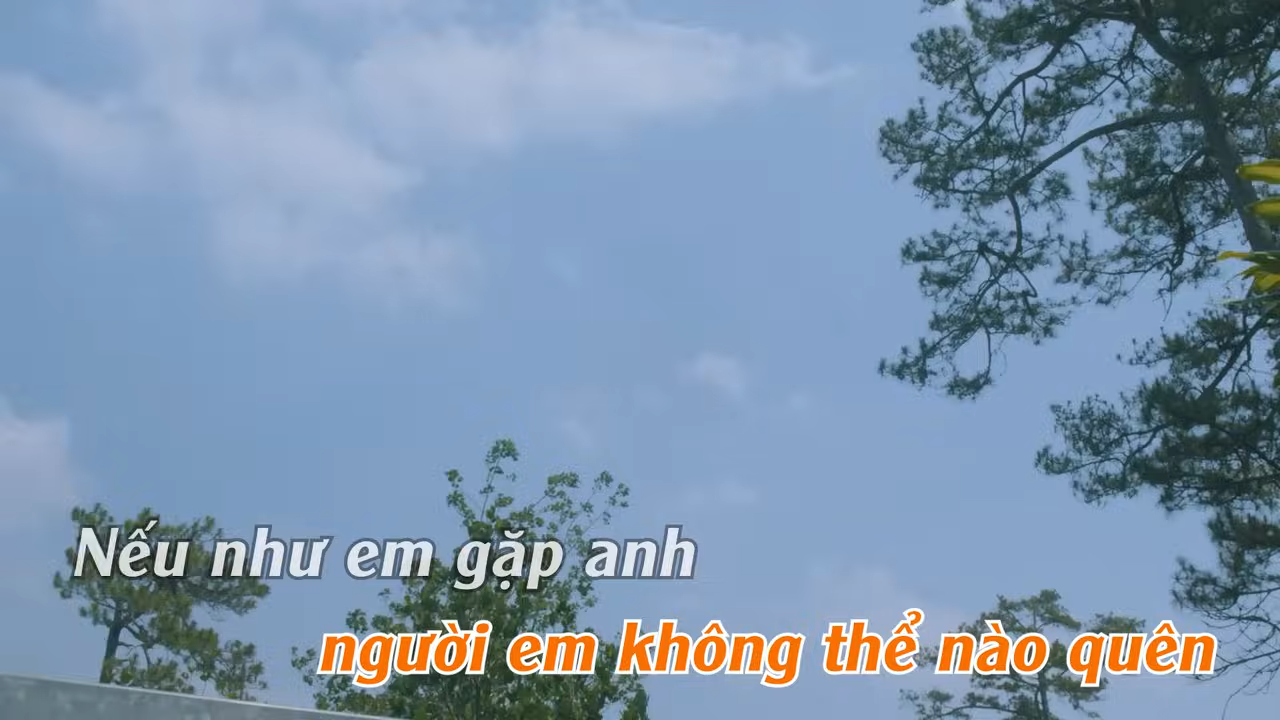 Nếu như em gặp anh
người em không thể nào quên